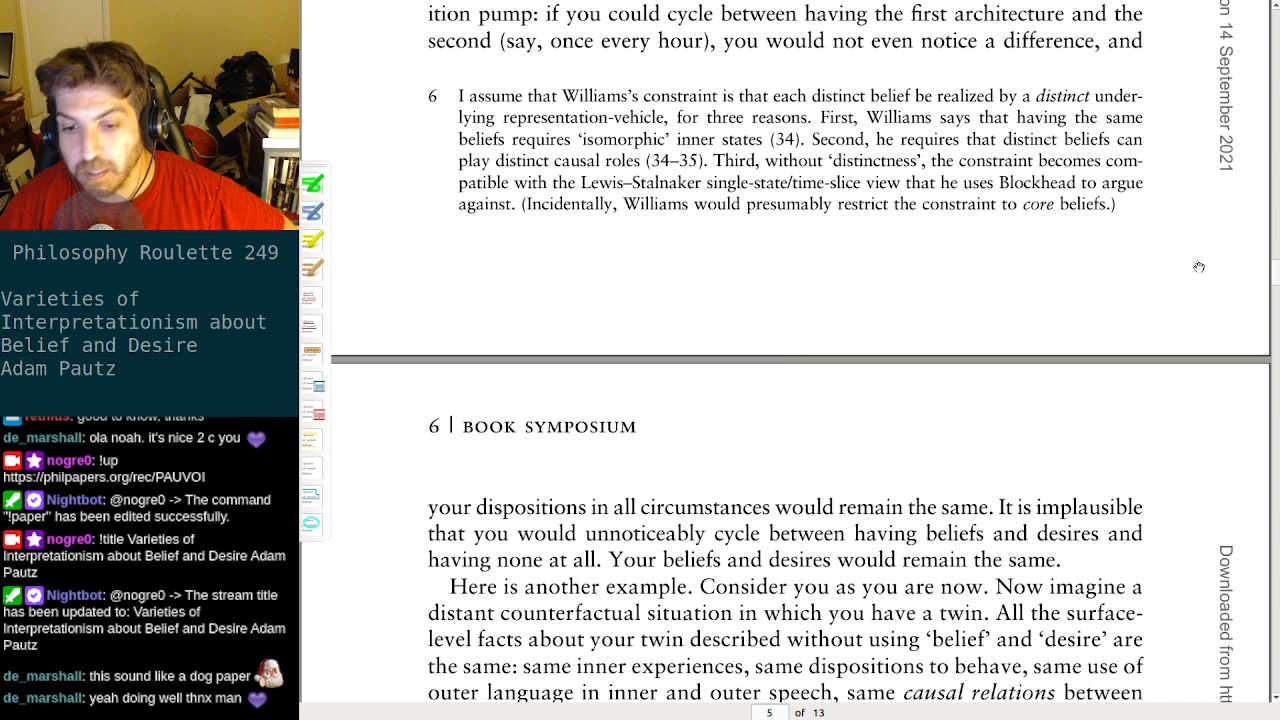 ition pump: if you could cycle between having the first architecture and the
second (say, once every hour), you would not even notice a difference, and
6 I assume that Williams's constraint is that each distinct belief be realized by a distinct under-
lying representation-vehicle, for three reasons. First, Williams says that having the same
beliefs requires 'isomorphic' inner states (34). Second, he requires that distinct beliefs can
play distinct causal roles (34–35). Third, without 'distinctness', the constraint becomes com-
patible with the Lewis–Stalnaker single-state/time-slice view that he uses Blockhead to argue
against. (Incidentally, Williams would presumably restrict the constraint to core beliefs.)
6 | BOOK SYMPOSIUM
your dispositions in all circumstances would remain the same. It is implausible
that you would unnoticeably cycle between having beliefs and desires and
having none at all. Your beliefs and desires would remain the same.
Here is another example. Consider you as you are now. Now imagine a
distant counterfactual situation in which you have a twin. All the surface-
level facts about your twin described without using 'belief' and 'desire' are
the same: same inner experiences, same dispositions to behave, same use of
outer language in inner and outer speech, same causal relations between
on 14 September 2021
Downloaded from htt
5 of 13
Philosophy Roulette 249
Varieties of
Interpretationism about
Belief and Desire
Adam Pautz
good to know, thanks
de_marshall: ola noah. it's nice 2 c you
nogre0: !up
https://philpapers.org/rec/PAUVOI
Nightbot: @nogre0 -> The command
"!paper" has been edited successfully.
nogre0: !title Varieties of
Interpretationism about Belief and Desire Adam
Pautz
Nightbot: @nogre0 -> The stream title
has been updated to: Varieties of
Interpretationism about Belief and Desire Adam
Pautz
de_marshall: this sound like a dog paper
de_marshall: yeah doing well thnx man